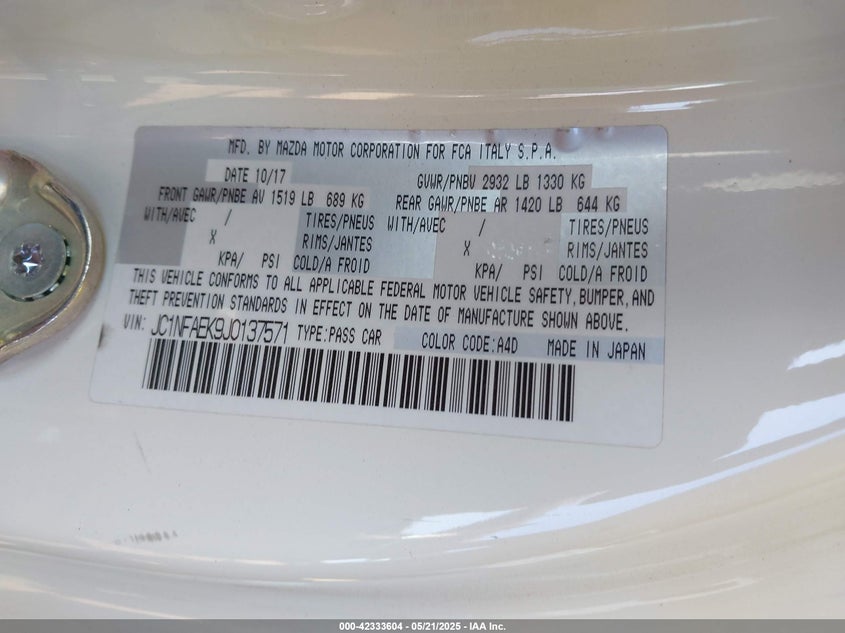 MFD. BY MAZDA MOTOR CORPORATION FOR FCA ITALY S.P.A.
DATE 10/17 GVWR/PNBV 2932 LB 1330 KG
FRONT GAWR/PNBE AV 1519 LB 689 KG REAR GAWR/PNBE AR 1420 LB 644 KG
WITH/AVEC / TIRES/PNEUS WITH/AVEC / TIRES/PNEUS
X RIMS/JANTES X RIMS/JANTES
KPA/ PSI COLD/A FROID KPA/ PSI COLD/A FROID
THIS VEHICLE CONFORMS TO ALL APPLICABLE FEDERAL MOTOR VEHICLE SAFETY, BUMPER, AND
THEFT PREVENTION STANDARDS IN EFFECT ON THE DATE OF MANUFACTURE SHOWN ABOVE.
VIN: JC1NFAEK9J0137571 TYPE:PASS CAR COLOR CODE:A4D MADE IN JAPAN
000-42333604 - 05/21/2025 - IAA Inc.